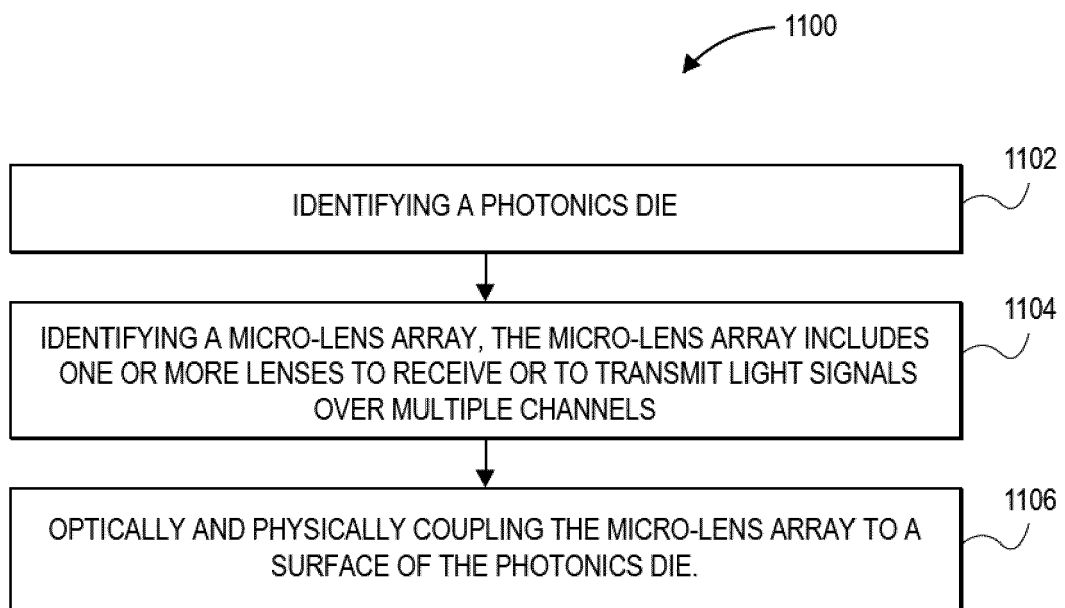 1100
1102
IDENTIFYING A PHOTONICS DIE
1104
IDENTIFYING A MICRO-LENS ARRAY, THE MICRO-LENS ARRAY INCLUDES
ONE OR MORE LENSES TO RECEIVE OR TO TRANSMIT LIGHT SIGNALS
OVER MULTIPLE CHANNELS
1106
OPTICALLY AND PHYSICALLY COUPLING THE MICRO-LENS ARRAY TO A
SURFACE OF THE PHOTONICS DIE.